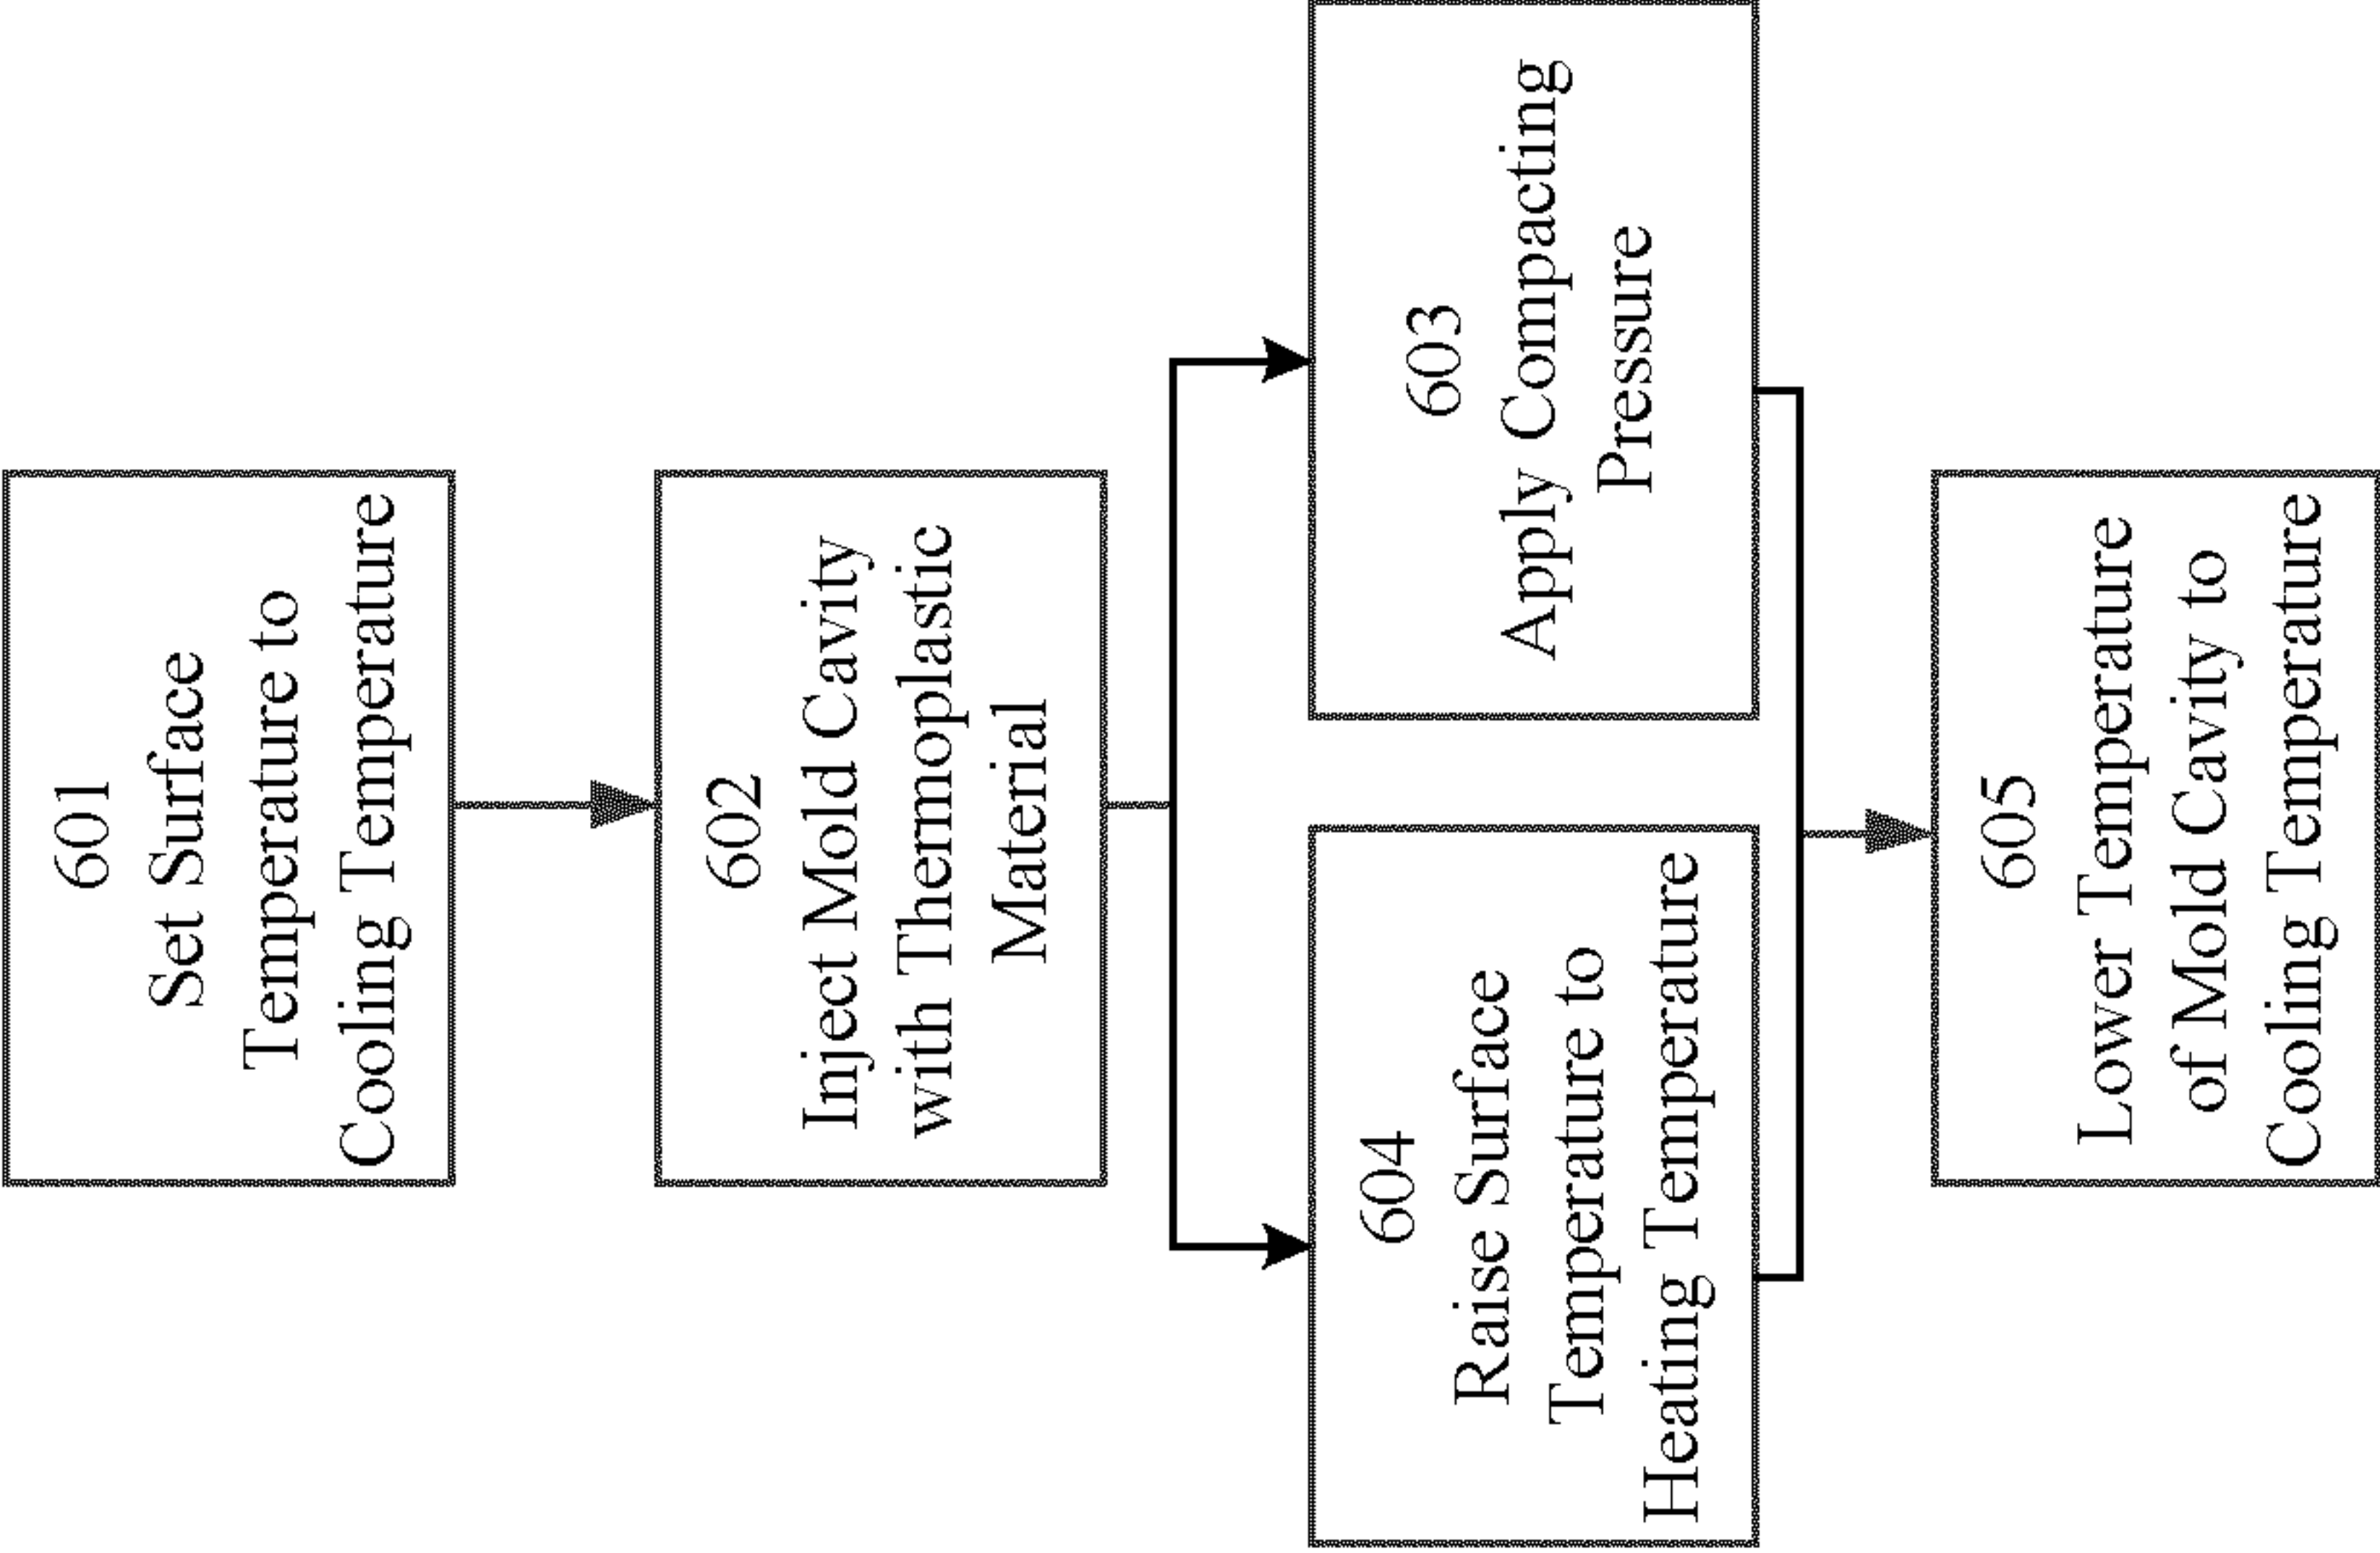 601
Set Surface
Temperature to
Cooling Temperature
602
Inject Mold Cavity
with Thermoplastic
Material
604
Raise Surface
Temperature to
Heating Temperature
603
Apply Compacting
Pressure
605
Lower Temperature
of Mold Cavity to
Cooling Temperature